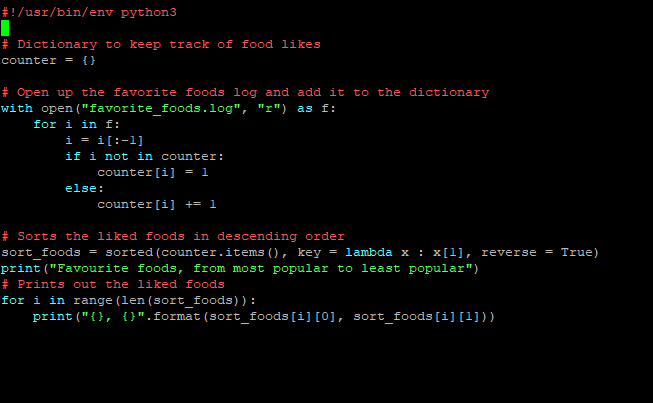 #!/usr/bin/env python3
# Dictionary to keep track of food likes
counter = {}
# Open up the favorite foods log and add it to the dictionary
with open("favorite_foods.log", "r") as f:
    for i in f:
        i = i[:-1]
        if i not in counter:
            counter[i] = 1
        else:
            counter[i] += 1
# Sorts the liked foods in descending order
sort_foods = sorted(counter.items(), key = lambda x : x[1], reverse = True)
print("Favourite foods, from most popular to least popular")
# Prints out the liked foods
for i in range(len(sort_foods)):
    print("{}, {}".format(sort_foods[i][0], sort_foods[i][1]))